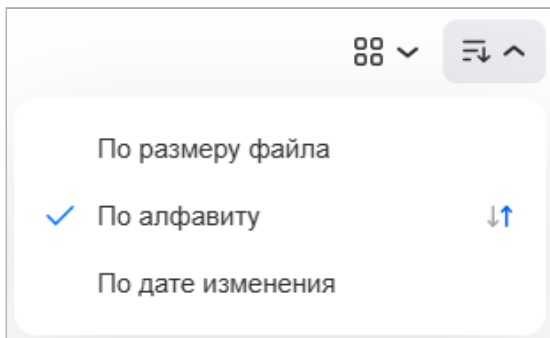 По размеру файла
По алфавиту
По дате изменения